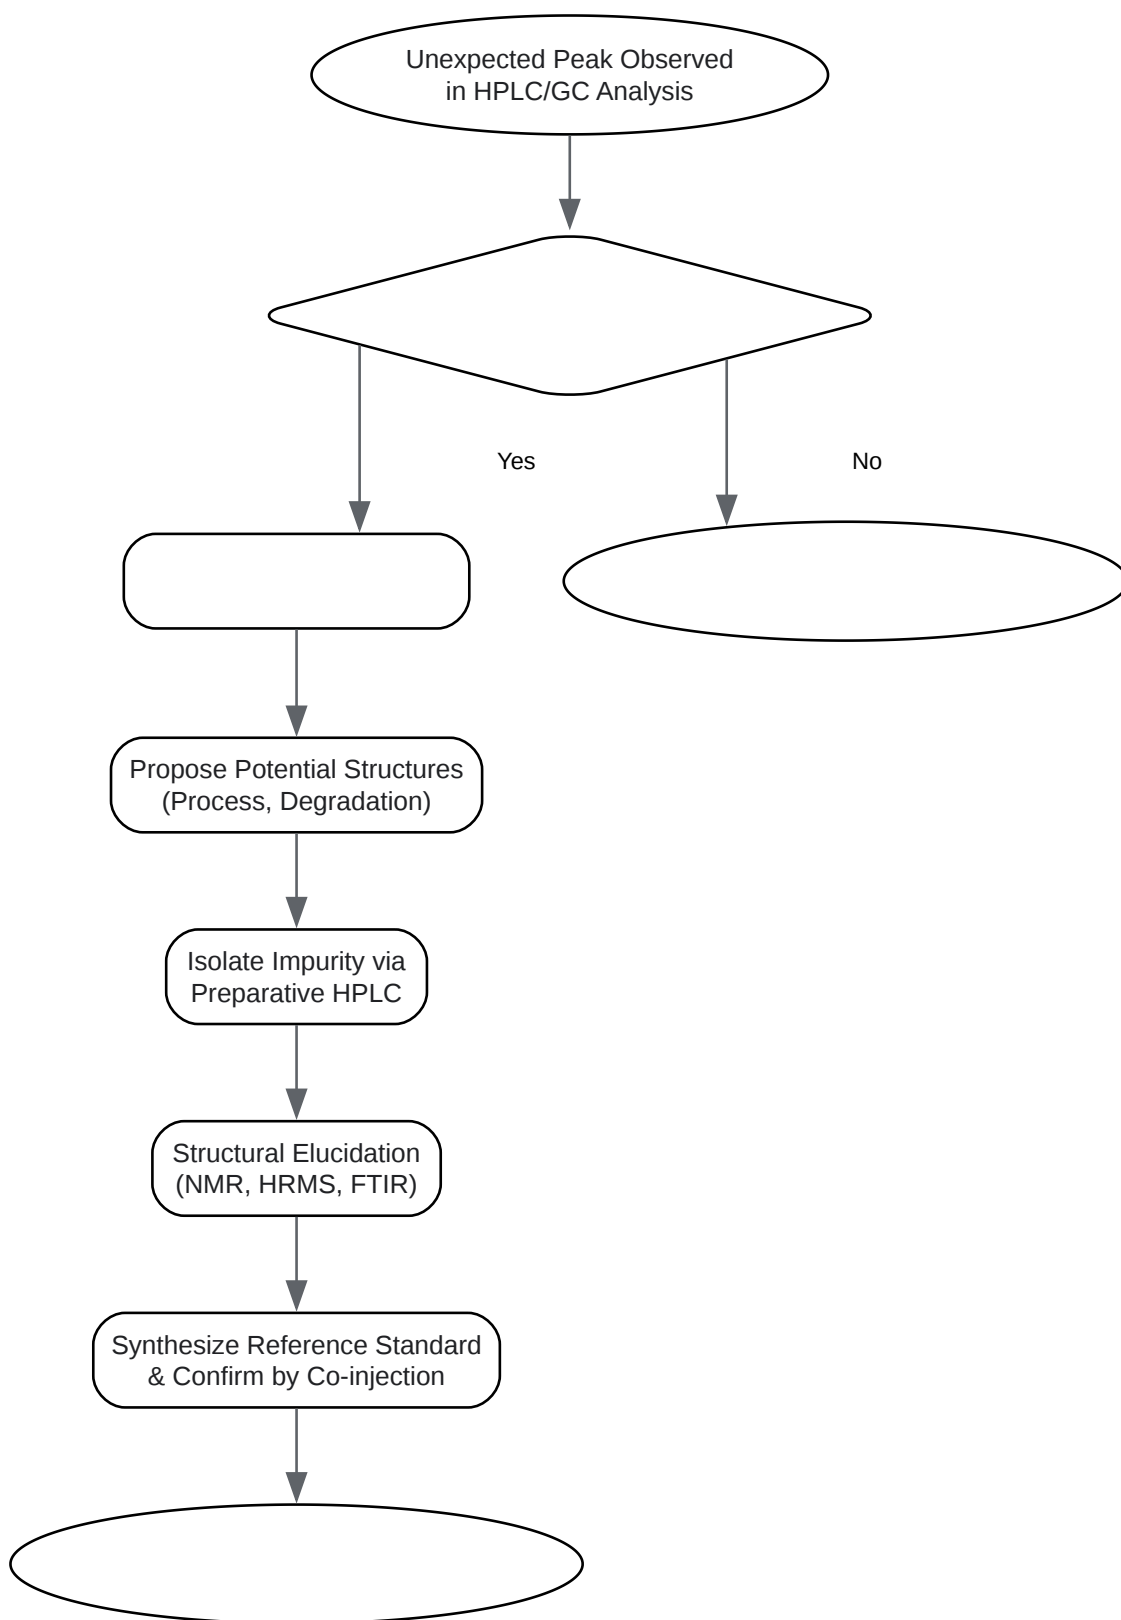 Unexpected Peak Observed
in HPLC/GC Analysis
Yes
No
Propose Potential Structures
(Process, Degradation)
Isolate Impurity via
Preparative HPLC
Structural Elucidation
(NMR, HRMS, FTIR)
Synthesize Reference Standard
& Confirm by Co-injection